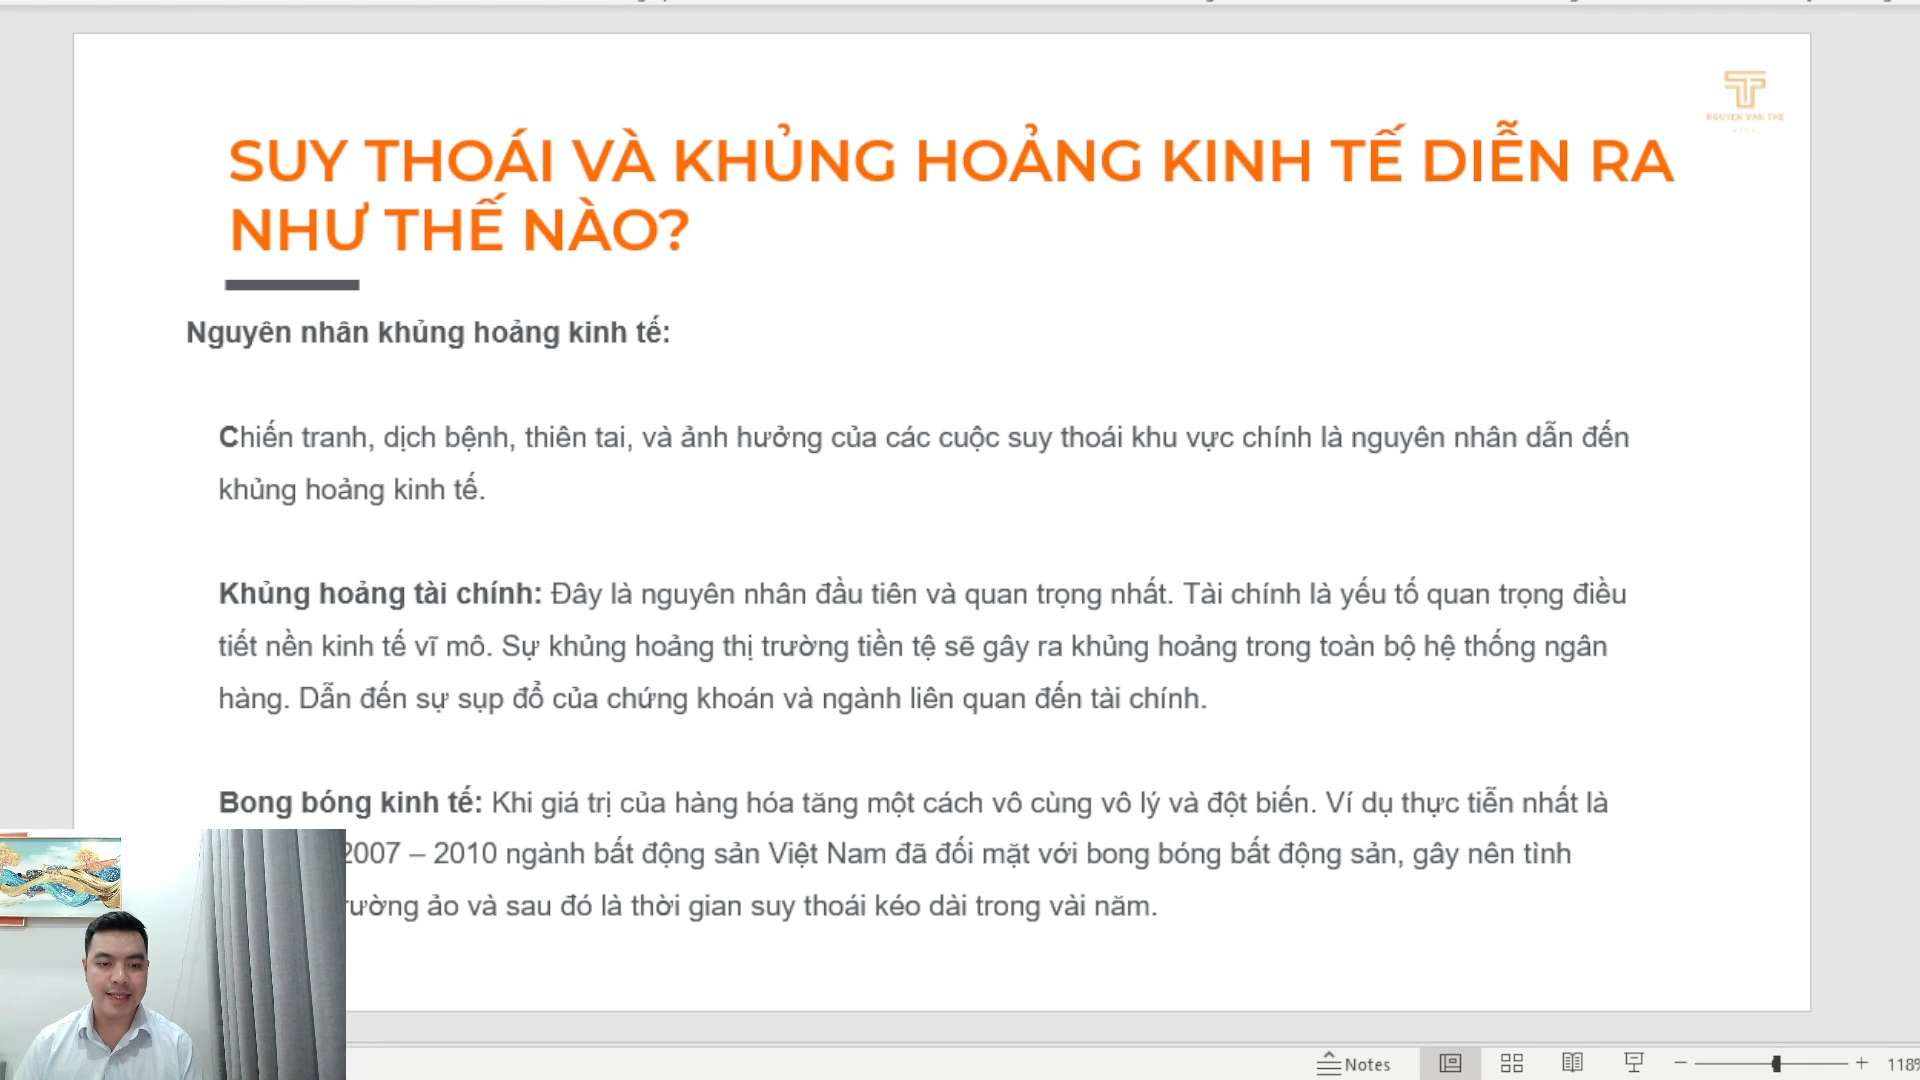 NGUYEN VAN THE
SUY THOÁI VÀ KHỦNG HOẢNG KINH TẾ DIỄN RA
NHƯ THẾ NÀO?
Nguyên nhân khủng hoảng kinh tế:
Chiến tranh, dịch bệnh, thiên tai, và ảnh hưởng của các cuộc suy thoái khu vực chính là nguyên nhân dẫn đến
khủng hoảng kinh tế.
Khủng hoảng tài chính: Đây là nguyên nhân đầu tiên và quan trọng nhất. Tài chính là yếu tố quan trọng điều
tiết nền kinh tế vĩ mô. Sự khủng hoảng thị trường tiền tệ sẽ gây ra khủng hoảng trong toàn bộ hệ thống ngân
hàng. Dẫn đến sự sụp đổ của chứng khoán và ngành liên quan đến tài chính.
Bong bóng kinh tế: Khi giá trị của hàng hóa tăng một cách vô cùng vô lý và đột biến. Ví dụ thực tiễn nhất là
2007 – 2010 ngành bất động sản Việt Nam đã đối mặt với bong bóng bất động sản, gây nên tình
ảo và sau đó là thời gian suy thoái kéo dài trong vài năm.
Notes
118%